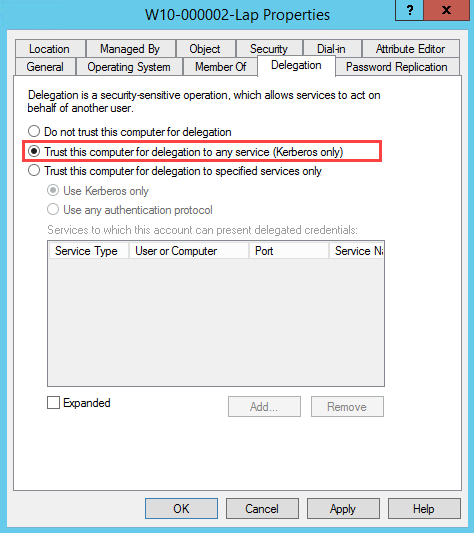 W10-000002-Lap Properties
?
X
Location Managed By Object Security Dial-in Attribute Editor
General Operating System Member Of Delegation Password Replication
Delegation is a security-sensitive operation, which allows services to act on
behalf of another user.
Do not trust this computer for delegation
Trust this computer for delegation to any service (Kerberos only)
Trust this computer for delegation to specified services only
Use Kerberos only
Use any authentication protocol
Services to which this account can present delegated credentials:
Service Type User or Computer Port Service Na
Expanded Add... Remove
OK Cancel Apply Help